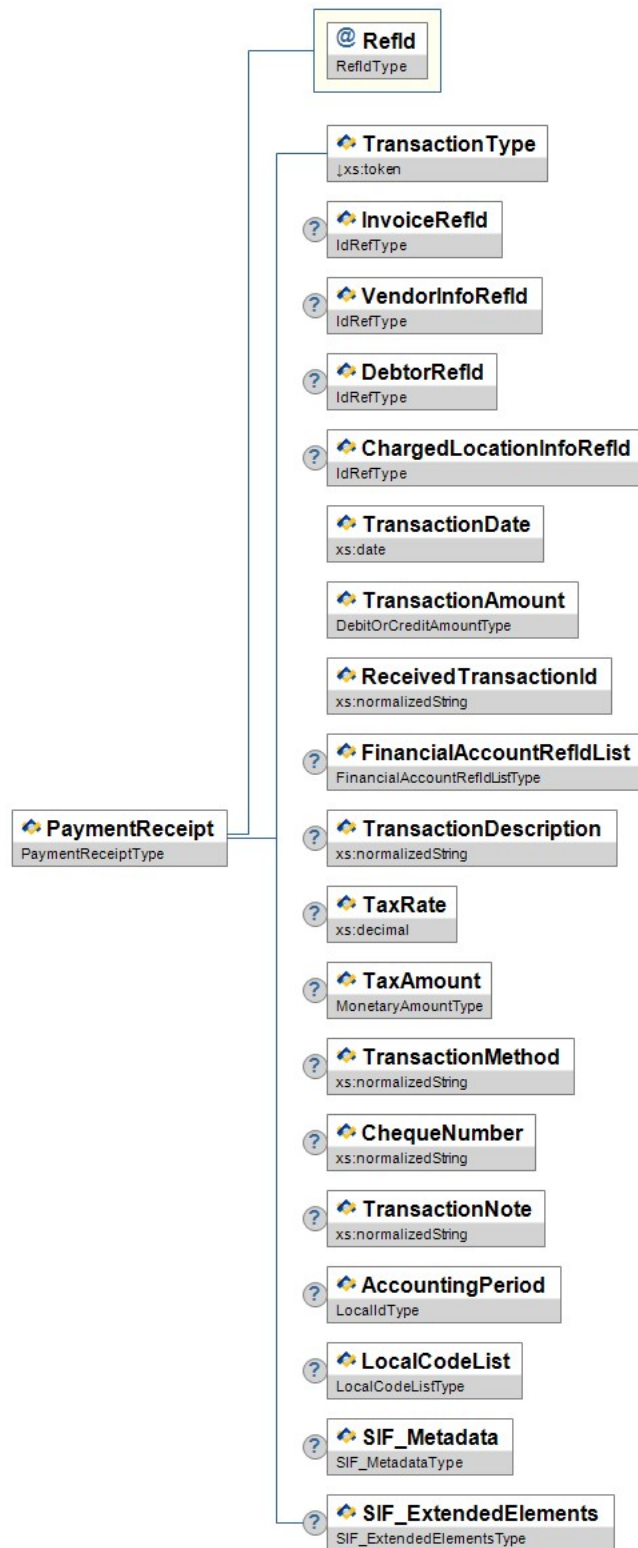 @ RefId
RefIdType
TransactionType
↓xs:token
? InvoiceRefId
IdRefType
? VendorInfoRefId
IdRefType
? DebtorRefId
IdRefType
? ChargedLocationInfoRefId
IdRefType
TransactionDate
xs:date
TransactionAmount
DebitOrCreditAmountType
ReceivedTransactionId
xs:normalizedString
? FinancialAccountRefIdList
FinancialAccountRefIdListType
PaymentReceipt
PaymentReceiptType
? TransactionDescription
xs:normalizedString
? TaxRate
xs:decimal
? TaxAmount
MonetaryAmountType
? TransactionMethod
xs:normalizedString
? ChequeNumber
xs:normalizedString
? TransactionNote
xs:normalizedString
? AccountingPeriod
LocalIdType
? LocalCodeList
LocalCodeListType
? SIF_Metadata
SIF_MetadataType
? SIF_ExtendedElements
SIF_ExtendedElementsType